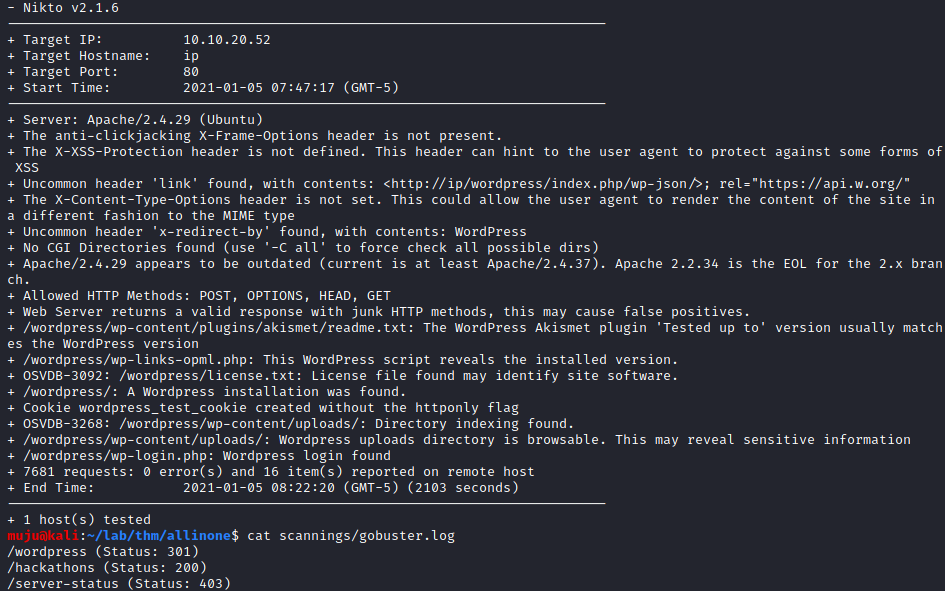 - Nikto v2.1.6
+ Target IP:          10.10.20.52
+ Target Hostname:    ip
+ Target Port:        80
+ Start Time:         2021-01-05 07:47:17 (GMT-5)
+ Server: Apache/2.4.29 (Ubuntu)
+ The anti-clickjacking X-Frame-Options header is not present.
+ The X-XSS-Protection header is not defined. This header can hint to the user agent to protect against some forms of
 XSS
+ Uncommon header 'link' found, with contents: <http://ip/wordpress/index.php/wp-json/>; rel="https://api.w.org/"
+ The X-Content-Type-Options header is not set. This could allow the user agent to render the content of the site in
a different fashion to the MIME type
+ Uncommon header 'x-redirect-by' found, with contents: WordPress
+ No CGI Directories found (use '-C all' to force check all possible dirs)
+ Apache/2.4.29 appears to be outdated (current is at least Apache/2.4.37). Apache 2.2.34 is the EOL for the 2.x bran
ch.
+ Allowed HTTP Methods: POST, OPTIONS, HEAD, GET
+ Web Server returns a valid response with junk HTTP methods, this may cause false positives.
+ /wordpress/wp-content/plugins/akismet/readme.txt: The WordPress Akismet plugin 'Tested up to' version usually match
es the WordPress version
+ /wordpress/wp-links-opml.php: This WordPress script reveals the installed version.
+ OSVDB-3092: /wordpress/license.txt: License file found may identify site software.
+ /wordpress/: A Wordpress installation was found.
+ Cookie wordpress_test_cookie created without the httponly flag
+ OSVDB-3268: /wordpress/wp-content/uploads/: Directory indexing found.
+ /wordpress/wp-content/uploads/: Wordpress uploads directory is browsable. This may reveal sensitive information
+ /wordpress/wp-login.php: Wordpress login found
+ 7681 requests: 0 error(s) and 16 item(s) reported on remote host
+ End Time:           2021-01-05 08:22:20 (GMT-5) (2103 seconds)
+ 1 host(s) tested
muju@kali:~/lab/thm/allinone$ cat scannings/gobuster.log
/wordpress (Status: 301)
/hackathons (Status: 200)
/server-status (Status: 403)